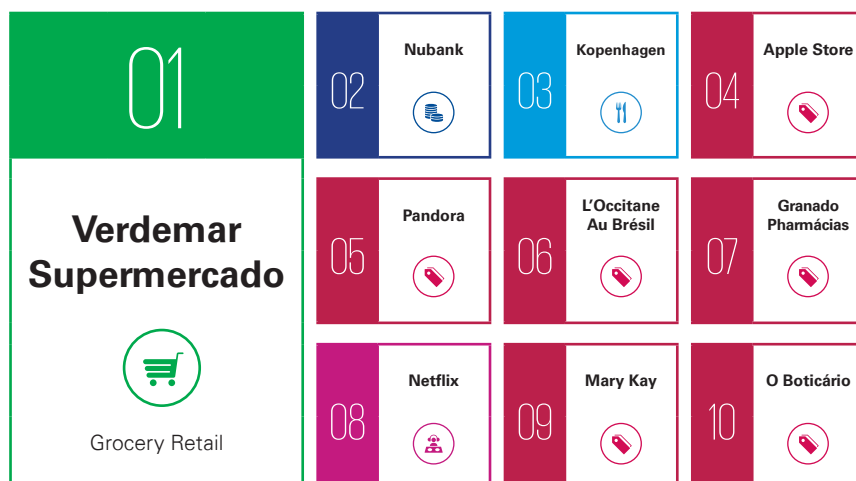 01
Verdemar
Supermercado
Grocery Retail
02
Nubank
03
Kopenhagen
04
Apple Store
05
Pandora
06
L'Occitane
Au Brésil
07
Granado
Pharmácias
08
Netflix
09
Mary Kay
10
O Boticário